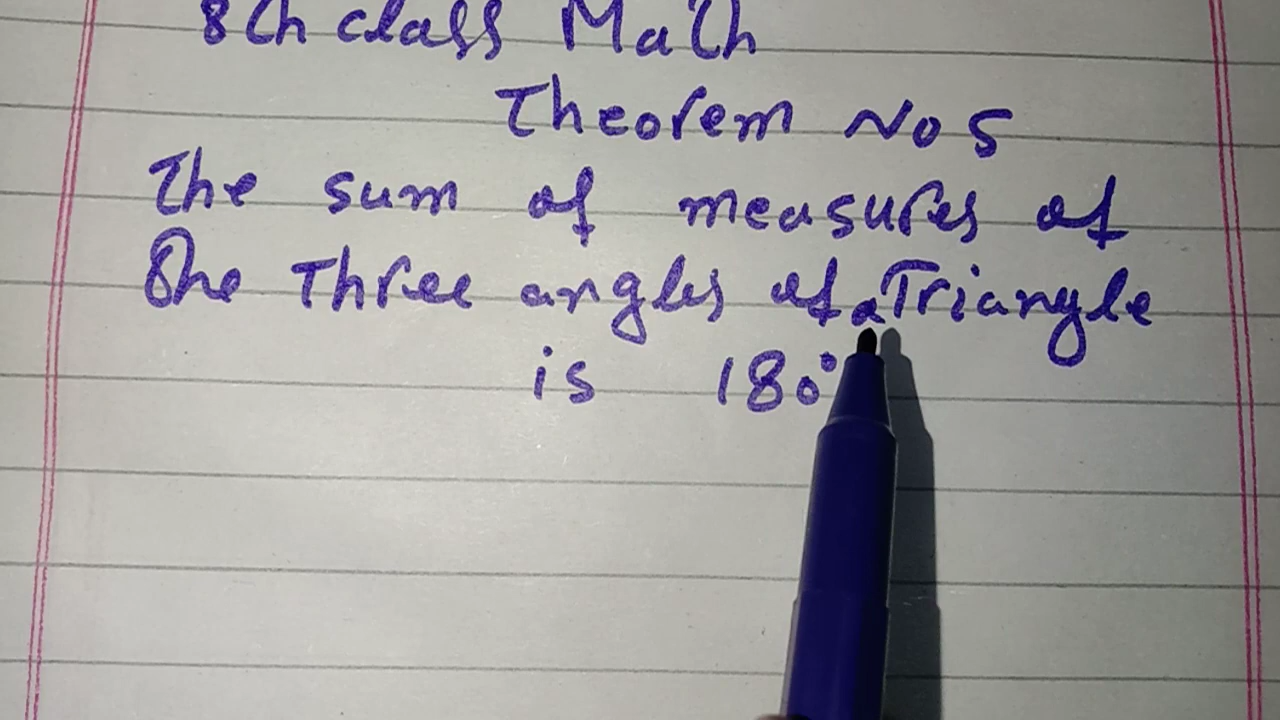 8th class Math
Theorem No 5
The sum of measures of
the Three angles of a Triangle
is 180°